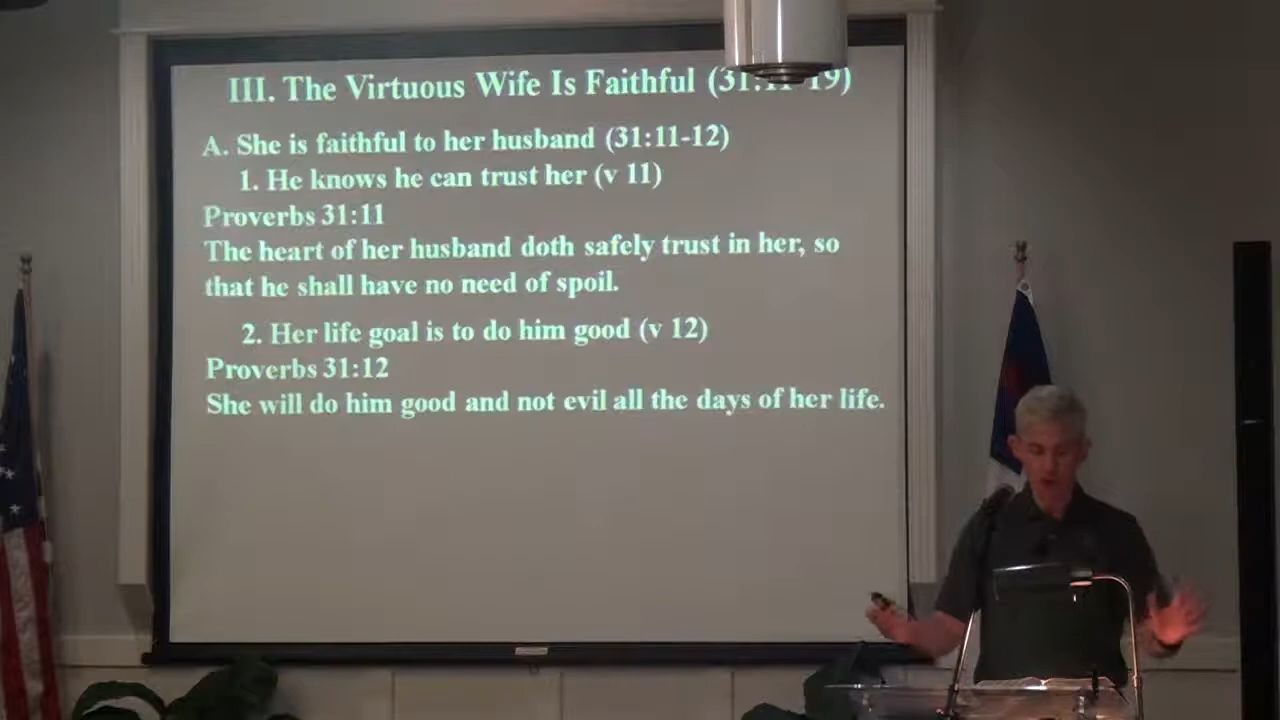 III. The Virtuous Wife Is Faithful (31:11-19)
A. She is faithful to her husband (31:11-12)
1. He knows he can trust her (v 11)
Proverbs 31:11
The heart of her husband doth safely trust in her, so
that he shall have no need of spoil.
2. Her life goal is to do him good (v 12)
Proverbs 31:12
She will do him good and not evil all the days of her life.